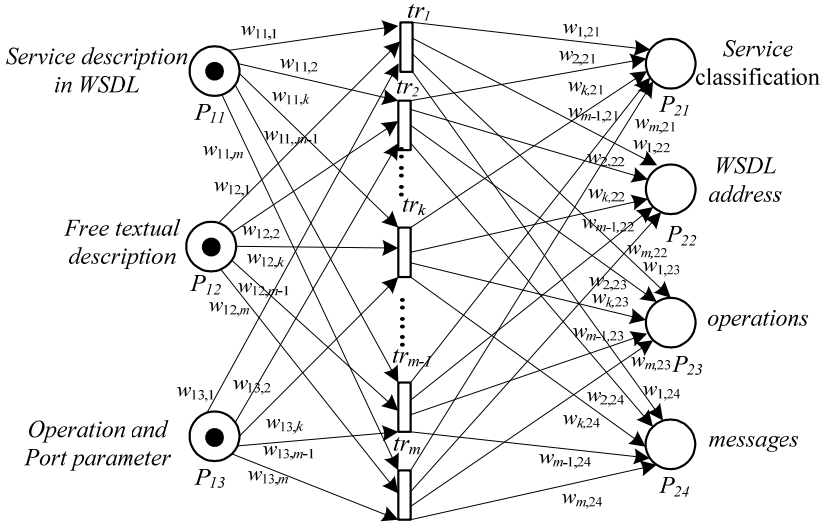 tr1
w11,1
w1,21
Service description
in WSDL
Service
classification
w11,2
w2,21
P11
w11,k
tr2
wk,21
P21
wm-1,21
w11,,m-1
wm,21
w11,m
w1,22
w2,22
WSDL
address
w12,1
wk,22
trk
Free textual
description
w12,2
wm-1,22
P22
wm,22
w12,k
w1,23
P12
w12,m-1
w2,23
w12,m
wk,23
operations
wm-1,23
trm-1
wm,23
P23
w13,1
w13,2
w1,24
w2,24
Operation and
Port parameter
w13,k
wk,24
trm
messages
w13,m-1
wm-1,24
P13
w13,m
P24
wm,24